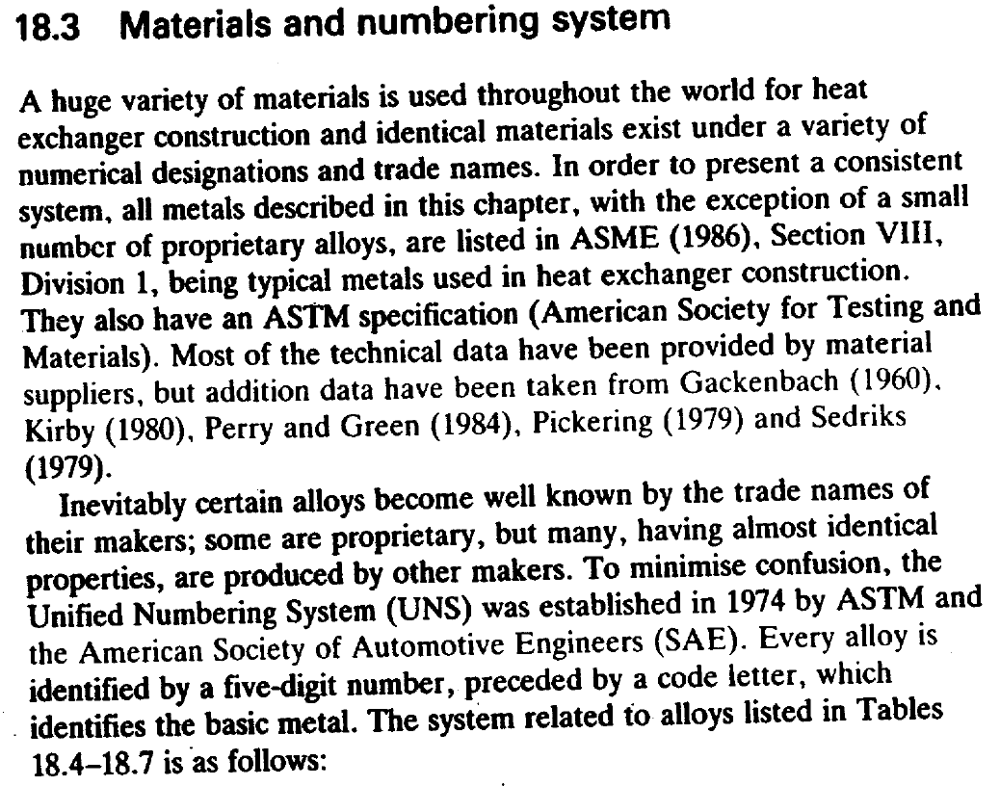 18.3 Materials and numbering system
A huge variety of materials is used throughout the world for heat
exchanger construction and identical materials exist under a variety of
numerical designations and trade names. In order to present a consistent
system, all metals described in this chapter, with the exception of a small
number of proprietary alloys, are listed in ASME (1986), Section VIII,
Division 1, being typical metals used in heat exchanger construction.
They also have an ASTM specification (American Society for Testing and
Materials). Most of the technical data have been provided by material
suppliers, but addition data have been taken from Gackenbach (1960),
Kirby (1980), Perry and Green (1984), Pickering (1979) and Sedriks
(1979).
Inevitably certain alloys become well known by the trade names of
their makers; some are proprietary, but many, having almost identical
properties, are produced by other makers. To minimise confusion, the
Unified Numbering System (UNS) was established in 1974 by ASTM and
the American Society of Automotive Engineers (SAE). Every alloy is
identified by a five-digit number, preceded by a code letter, which
identifies the basic metal. The system related to alloys listed in Tables
18.4–18.7 is as follows: